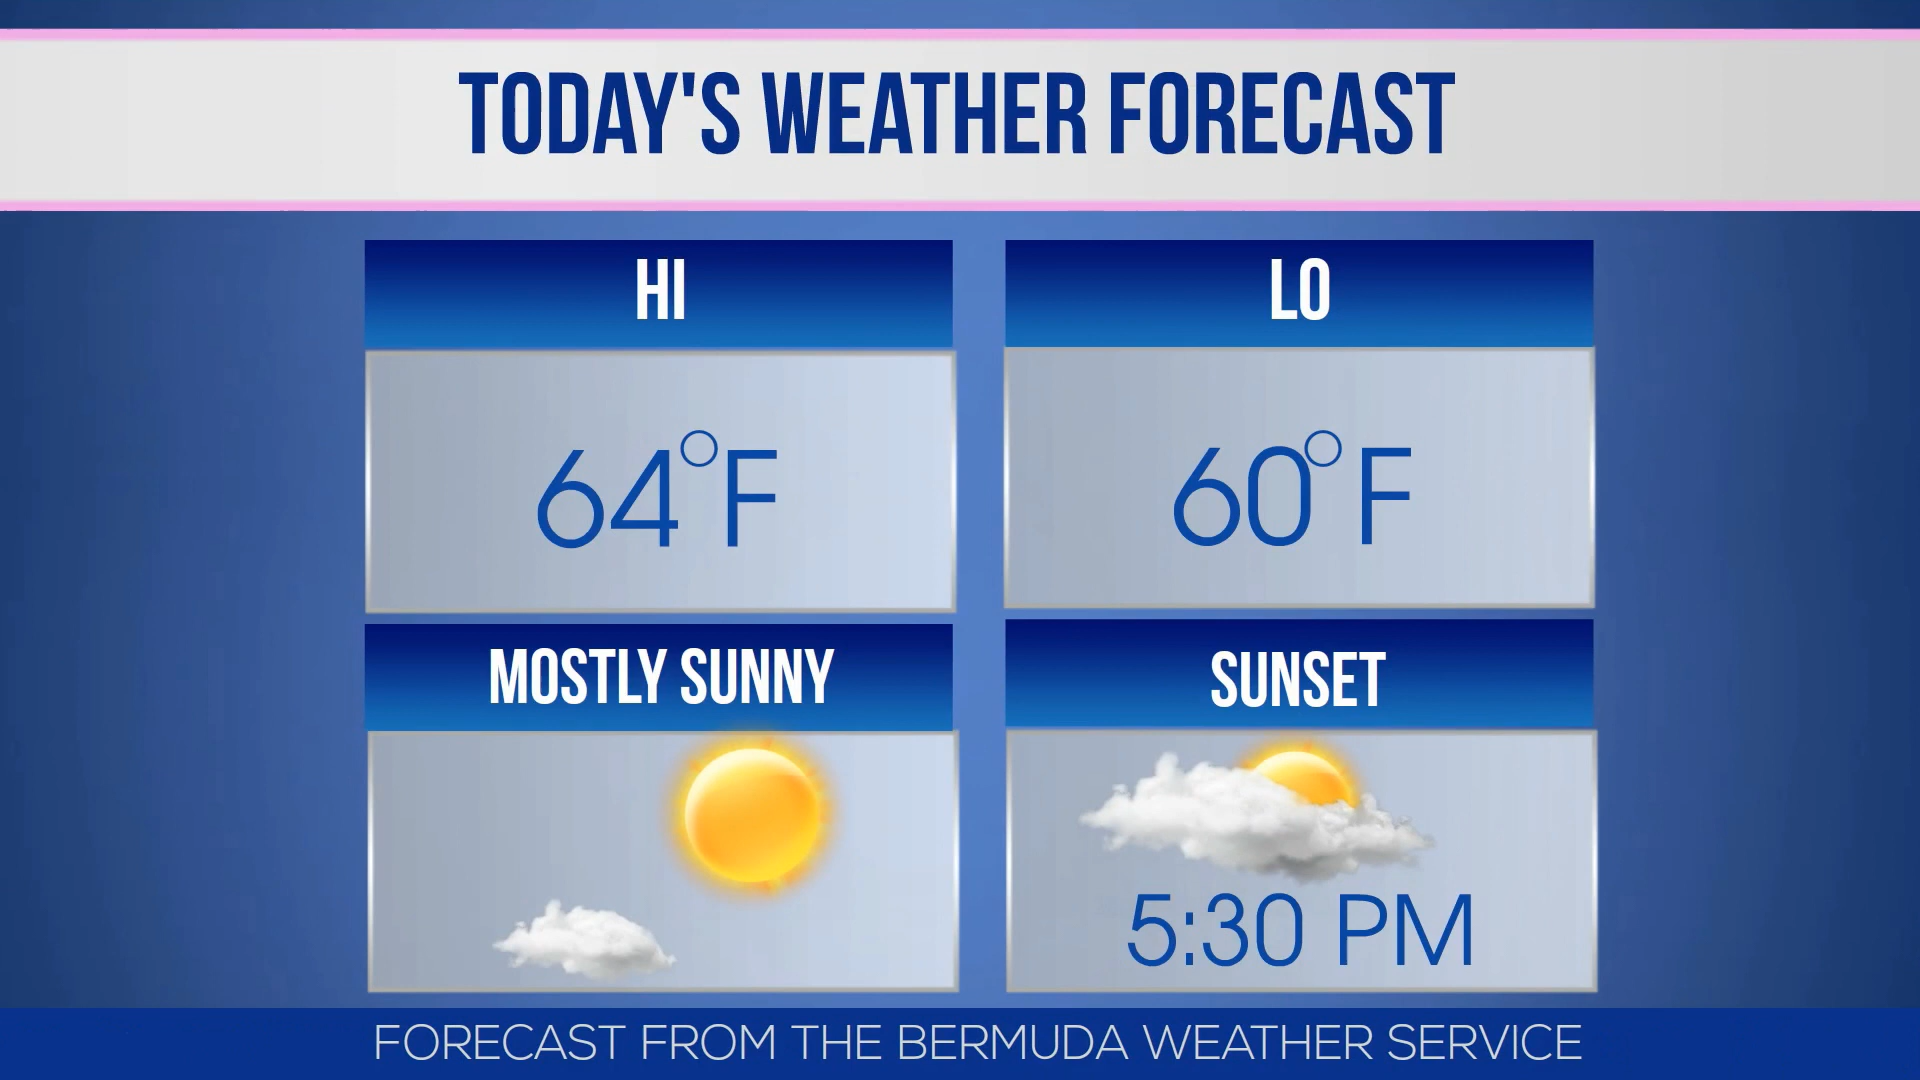 TODAY'S WEATHER FORECAST
HI
LO
64°F
60°F
MOSTLY SUNNY
SUNSET
5:30 PM
FORECAST FROM THE BERMUDA WEATHER SERVICE